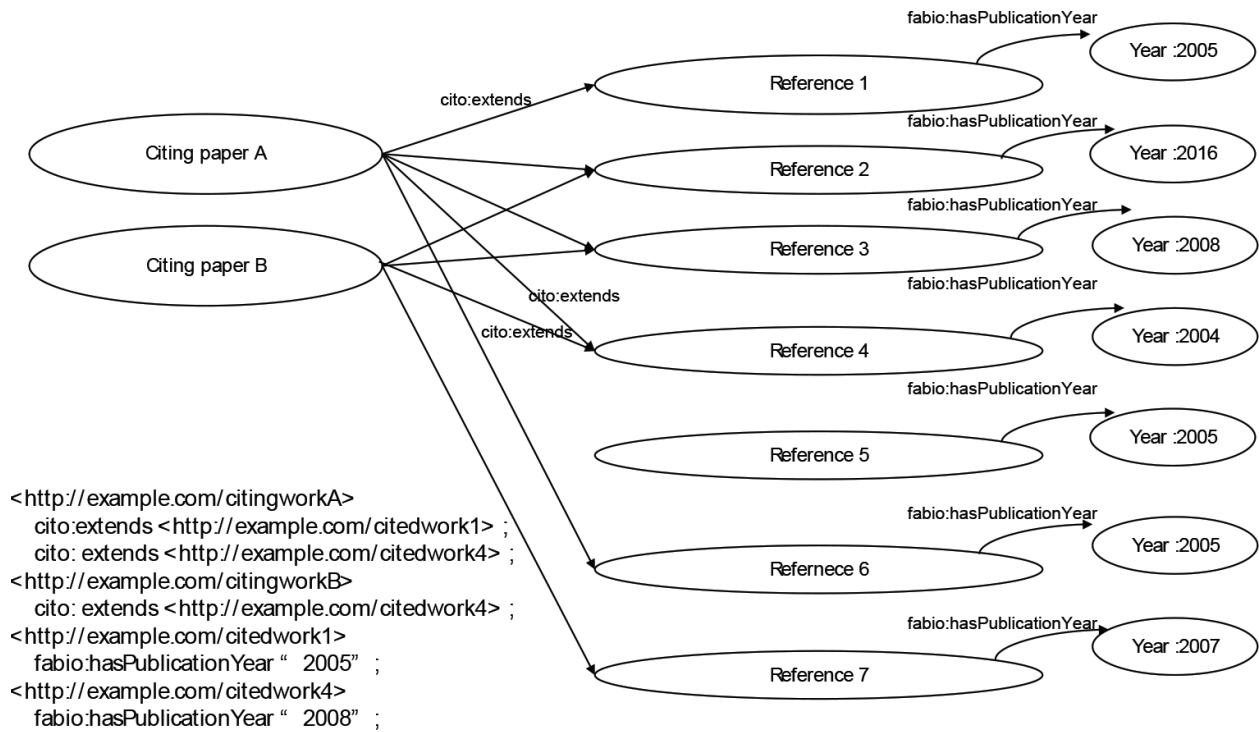 fabio:hasPublicationYear
Year :2005
Reference 1
cito:extends
fabio:hasPublicationYear
Citing paper A
Year :2016
Reference 2
fabio:hasPublicationYear
Year :2008
Reference 3
Citing paper B
fabio:hasPublicationYear
cito:extends
cito:extends
Year :2004
Reference 4
fabio:hasPublicationYear
Year :2005
Reference 5
fabio:hasPublicationYear
Year :2005
Refernece 6
fabio:hasPublicationYear
Year :2007
Reference 7
<http://example.com/citingworkA>
cito:extends <http://example.com/citedwork1> ;
cito: extends <http://example.com/citedwork4> ;
<http://example.com/citingworkB>
cito: extends <http://example.com/citedwork4> ;
<http://example.com/citedwork1>
fabio:hasPublicationYear “ 2005” ;
<http://example.com/citedwork4>
fabio:hasPublicationYear “ 2008” ;